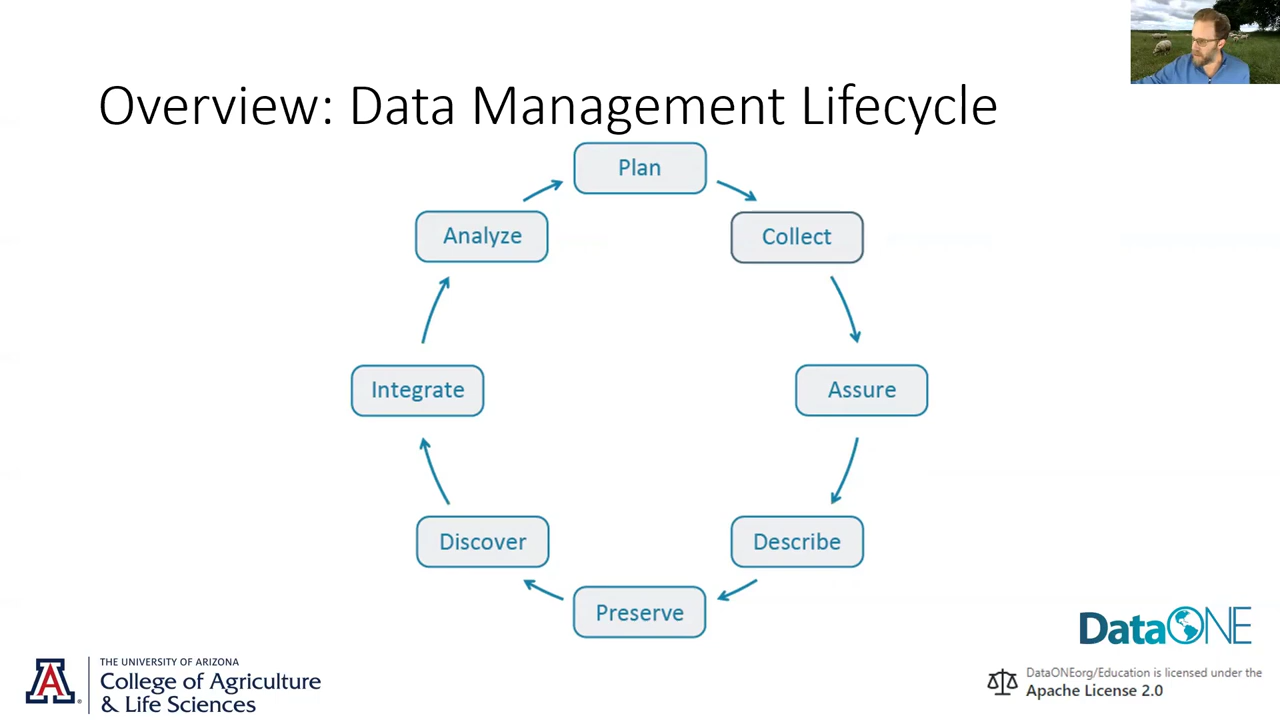 Overview: Data Management Lifecycle
Plan
Collect
Assure
Describe
Preserve
Discover
Integrate
Analyze
DataONE
DataONEorg/Education is licensed under the
Apache License 2.0
A
THE UNIVERSITY OF ARIZONA
College of Agriculture
& Life Sciences